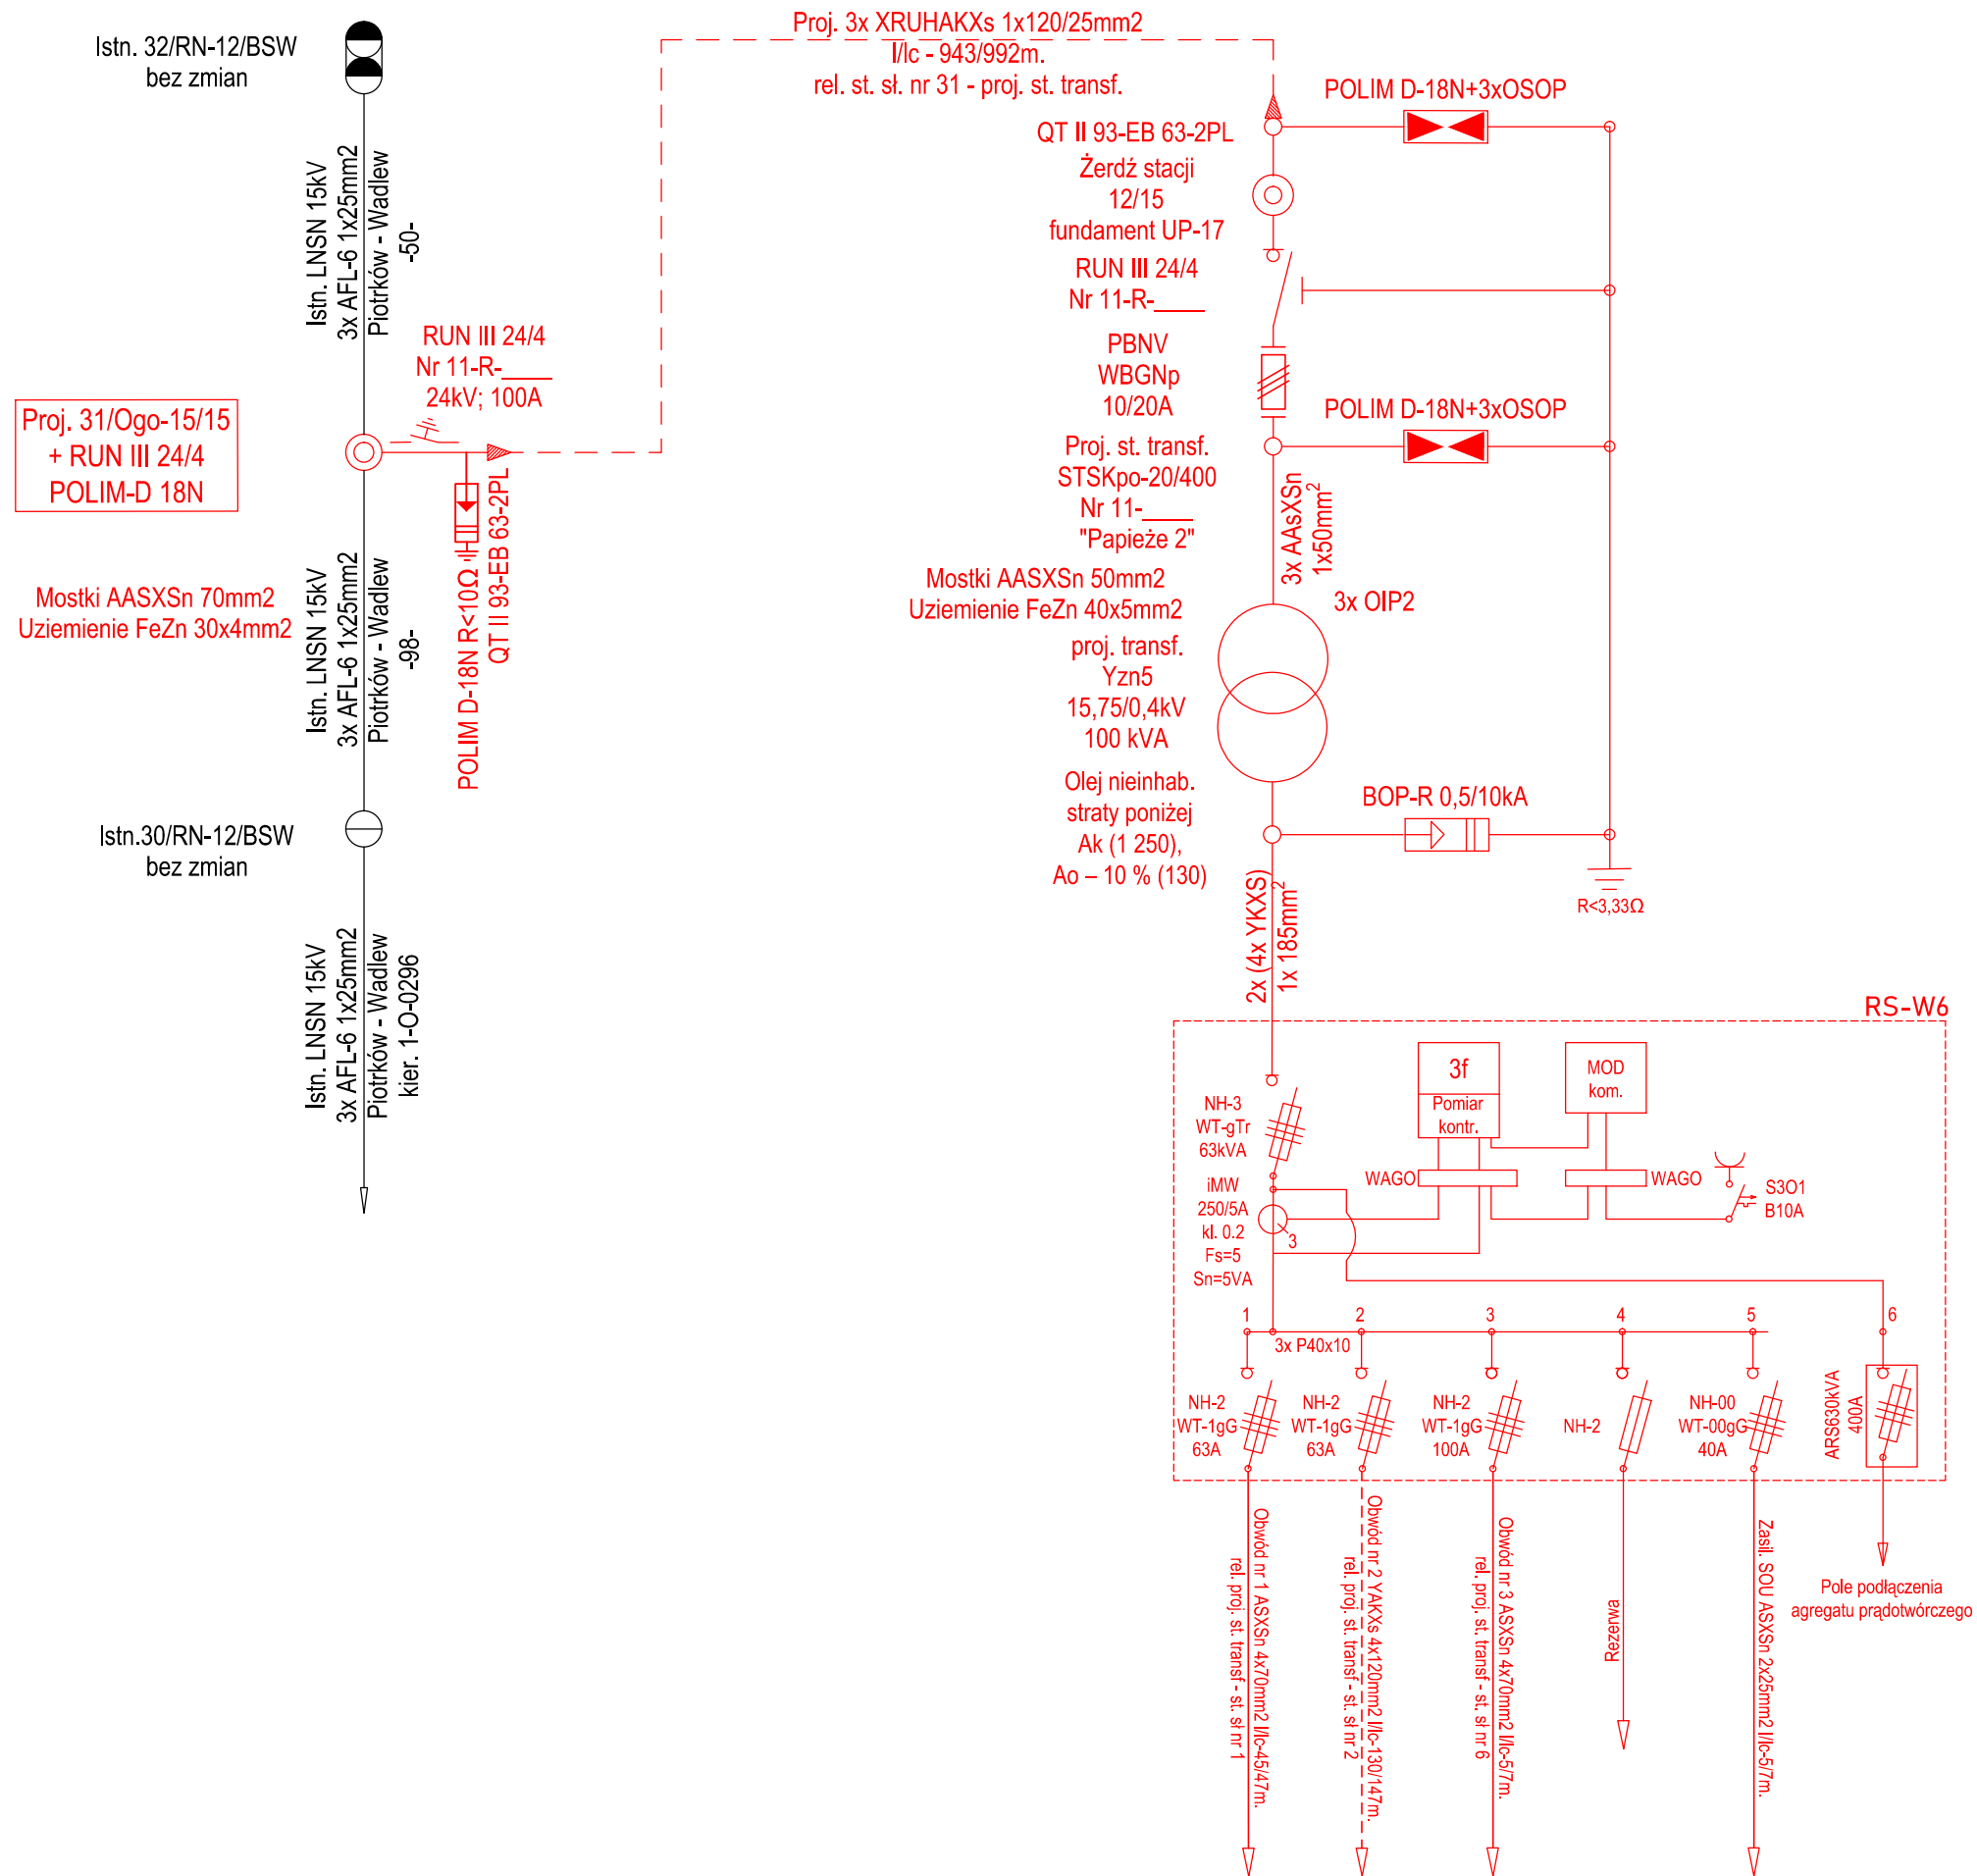 Istn. 32/RN-12/BSW
bez zmian
Istn. LNSN 15kV
3x AFL-6 1x25mm2
Piotrków - Wadlew
-50-
RUN III 24/4
Nr 11-R-____
24kV; 100A
Proj. 31/Ogo-15/15
+ RUN III 24/4
POLIM-D 18N
Mostki AASXSn 70mm2
Uziemienie FeZn 30x4mm2
Istn. LNSN 15kV
3x AFL-6 1x25mm2
Piotrków - Wadlew
-98-
POLIM D-18N R<10Ω
QT II 93-EB 63-2PL
Istn.30/RN-12/BSW
bez zmian
Istn. LNSN 15kV
3x AFL-6 1x25mm2
Piotrków - Wadlew
kier. 1-O-0296
Proj. 3x XRUHAKXs 1x120/25mm2
l/lc - 943/992m.
rel. st. sł. nr 31 - proj. st. transf.
POLIM D-18N+3xOSOP
QT II 93-EB 63-2PL
Żerdź stacji
12/15
fundament UP-17
RUN III 24/4
Nr 11-R-____
PBNV
WBGNp
10/20A
POLIM D-18N+3xOSOP
Proj. st. transf.
STSKpo-20/400
Nr 11-____
"Papieże 2"
3x AAsXSn
1x50mm2
Mostki AASXSn 50mm2
Uziemienie FeZn 40x5mm2
3x OIP2
proj. transf.
Yzn5
15,75/0,4kV
100 kVA
Olej nieinhab.
straty poniżej
Ak (1 250),
Ao – 10 % (130)
BOP-R 0,5/10kA
R<3,33Ω
2x (4x YKXS)
1x 185mm2
RS-W6
NH-3
WT-gTr
63kVA
3f
Pomiar
kontr.
MOD
kom.
WAGO
WAGO
S3O1
B10A
iMW
250/5A
kl. 0.2
Fs=5
Sn=5VA
3
1
2
3
4
5
6
3x P40x10
NH-2
WT-1gG
63A
NH-2
WT-1gG
63A
NH-2
WT-1gG
100A
NH-2
NH-00
WT-00gG
40A
ARS630kVA
400A
Obwód nr 1 ASXSn 4x70mm2 l/lc-45/47m.
rel. proj. st. transf - st. sł nr 1
Obwód nr 2 YAKXs 4x120mm2 l/lc-130/147m.
rel. proj. st. transf - st. sł nr 2
Obwód nr 3 ASXSn 4x70mm2 l/lc-5/7m.
rel. proj. st. transf - st. sł nr 6
Rezerwa
Zasil. SOU ASXSn 2x25mm2 l/lc-5/7m.
Pole podłączenia
agregatu prądotwórczego